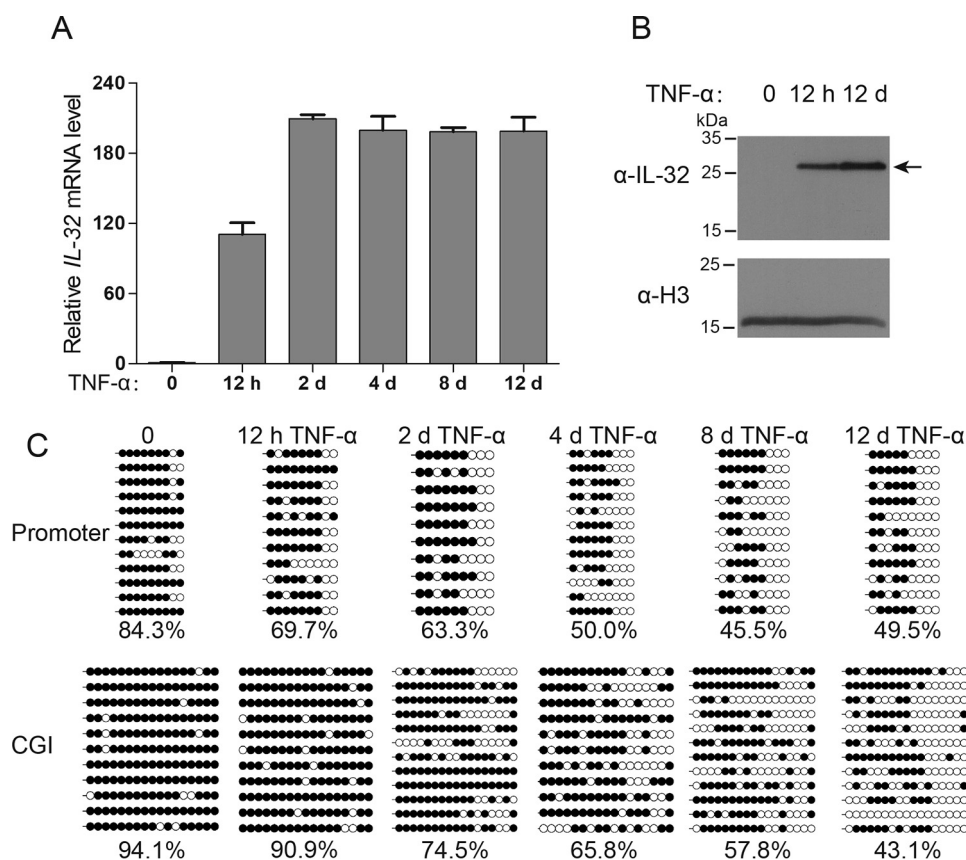 A
240
180
120
60
0
Relative IL-32 mRNA level
TNF-α: 0 12 h 2 d 4 d 8 d 12 d
B
TNF-α: 0 12 h 12 d
kDa
35
α-IL-32 25
15
25
α-H3
15
C
0 12 h TNF-α 2 d TNF-α 4 d TNF-α 8 d TNF-α 12 d TNF-α
Promoter
84.3% 69.7% 63.3% 50.0% 45.5% 49.5%
CGI
94.1% 90.9% 74.5% 65.8% 57.8% 43.1%